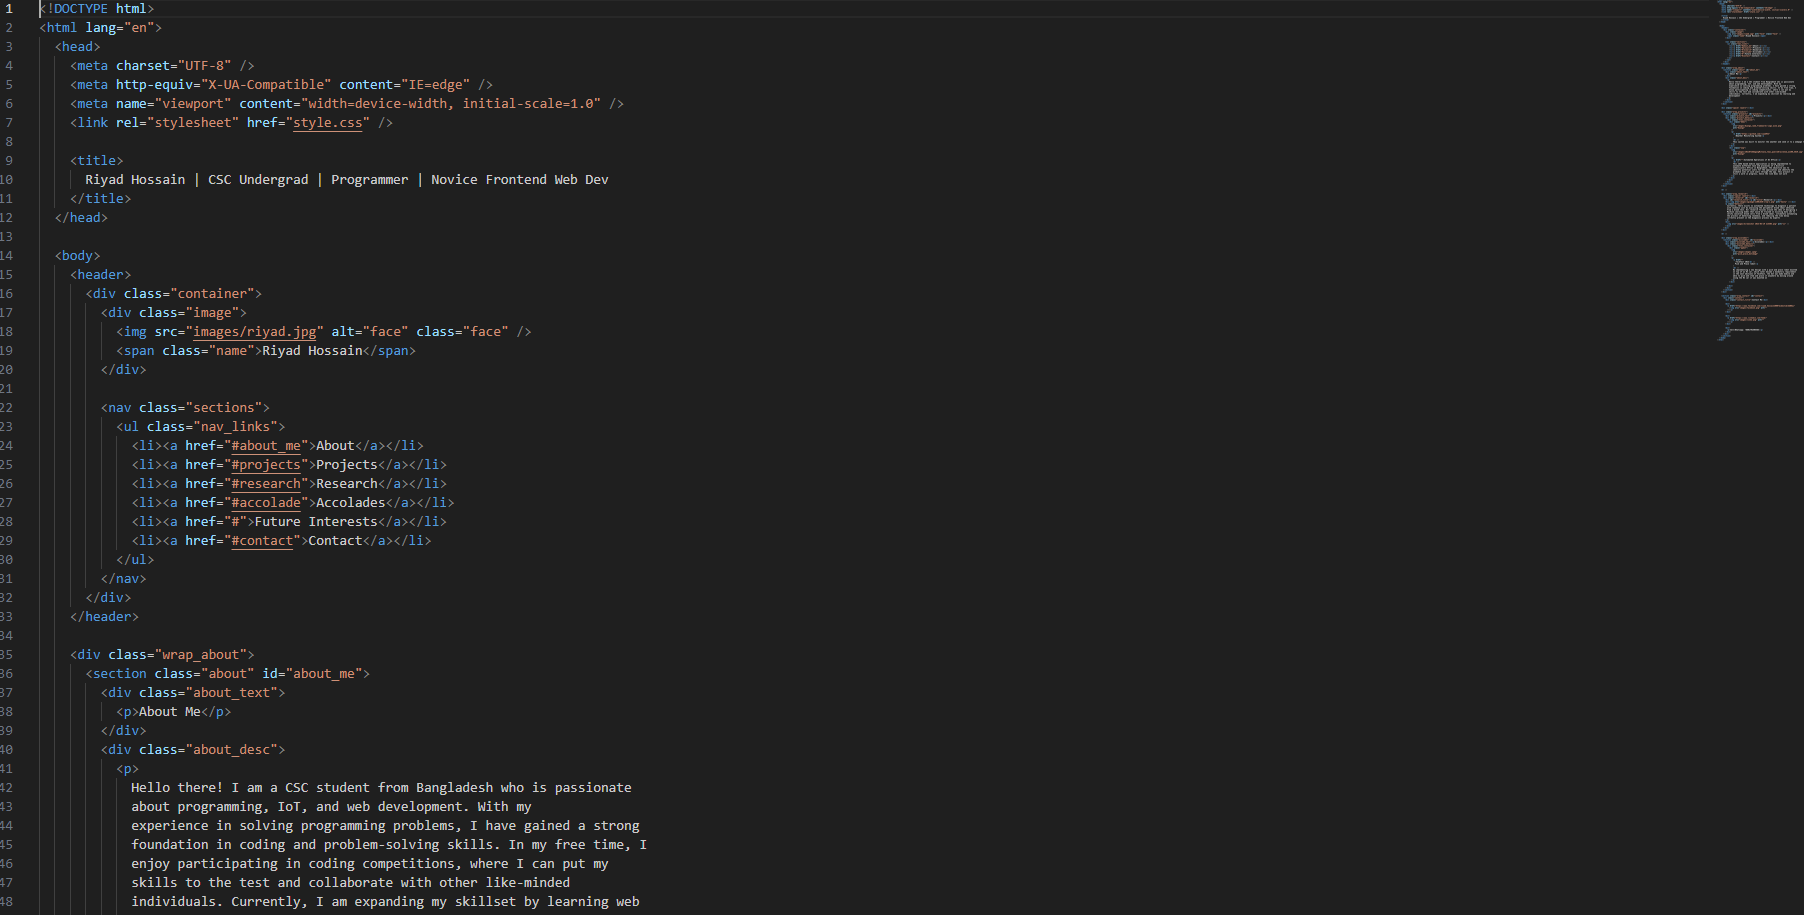 1 <!DOCTYPE html>
2 <html lang="en">
3 <head>
4 <meta charset="UTF-8" />
5 <meta http-equiv="X-UA-Compatible" content="IE=edge" />
6 <meta name="viewport" content="width=device-width, initial-scale=1.0" />
7 <link rel="stylesheet" href="style.css" />
8
9 <title>
10 Riyad Hossain | CSC Undergrad | Programmer | Novice Frontend Web Dev
11 </title>
12 </head>
13
14 <body>
15 <header>
16 <div class="container">
17 <div class="image">
18 <img src="images/riyad.jpg" alt="face" class="face" />
19 <span class="name">Riyad Hossain</span>
20 </div>
21
22 <nav class="sections">
23 <ul class="nav_links">
24 <li><a href="#about_me">About</a></li>
25 <li><a href="#projects">Projects</a></li>
26 <li><a href="#research">Research</a></li>
27 <li><a href="#accolade">Accolades</a></li>
28 <li><a href="#">Future Interests</a></li>
29 <li><a href="#contact">Contact</a></li>
30 </ul>
31 </nav>
32 </div>
33 </header>
34
35 <div class="wrap_about">
36 <section class="about" id="about_me">
37 <div class="about_text">
38 <p>About Me</p>
39 </div>
40 <div class="about_desc">
41 <p>
42 Hello there! I am a CSC student from Bangladesh who is passionate
43 about programming, IoT, and web development. With my
44 experience in solving programming problems, I have gained a strong
45 foundation in coding and problem-solving skills. In my free time, I
46 enjoy participating in coding competitions, where I can put my
47 skills to the test and collaborate with other like-minded
48 individuals. Currently, I am expanding my skillset by learning web